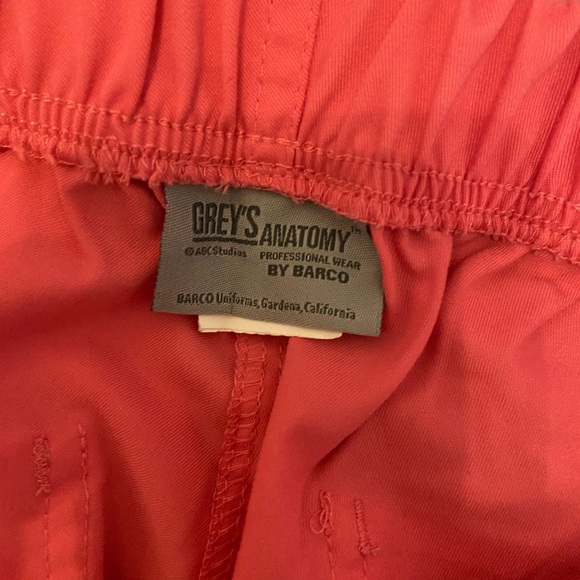 GREY'S
ANATOMY™
© ABC Studios PROFESSIONAL WEAR
BY BARCO
BARCO Uniforms, Gardena, California